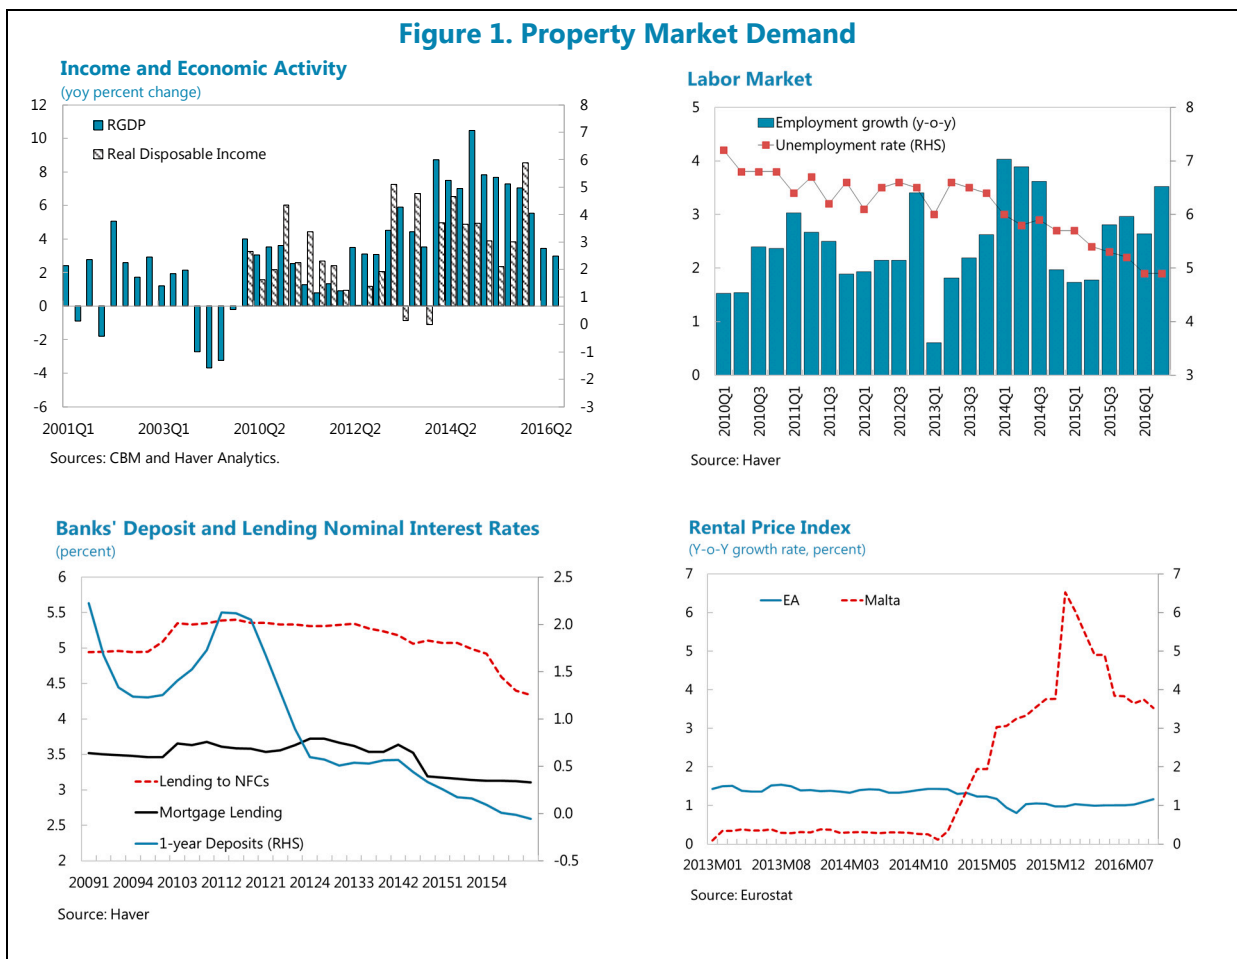 Figure 1. Property Market Demand
Income and Economic Activity
(yoy percent change)
12
10
8
6
4
2
0
-2
-4
-6
8
7
6
5
4
3
2
1
0
-1
-2
-3
RGDP
Real Disposable Income
2001Q1 2003Q1 2010Q2 2012Q2 2014Q2 2016Q2
Sources: CBM and Haver Analytics.
Labor Market
5
4
3
2
1
0
8
7
6
5
4
3
Employment growth (y-o-y)
Unemployment rate (RHS)
2010Q1
2010Q3
2011Q1
2011Q3
2012Q1
2012Q3
2013Q1
2013Q3
2014Q1
2014Q3
2015Q1
2015Q3
2016Q1
Source: Haver
Banks' Deposit and Lending Nominal Interest Rates
(percent)
6
5.5
5
4.5
4
3.5
3
2.5
2
2.5
2.0
1.5
1.0
0.5
0.0
-0.5
Lending to NFCs
Mortgage Lending
1-year Deposits (RHS)
20091 20094 20103 20112 20121 20124 20133 20142 20151 20154
Source: Haver
Rental Price Index
(Y-o-Y growth rate, percent)
7
6
5
4
3
2
1
0
7
6
5
4
3
2
1
0
EA Malta
2013M01 2013M08 2014M03 2014M10 2015M05 2015M12 2016M07
Source: Eurostat